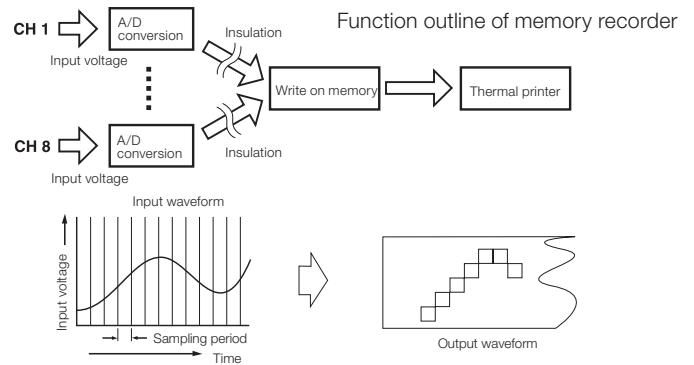 Function outline of memory recorder
CH 1
Input voltage
A/D
conversion
Insulation
Write on memory
Thermal printer
CH 8
Input voltage
A/D
conversion
Insulation
Input waveform
Input voltage
Sampling period
Time
Output waveform